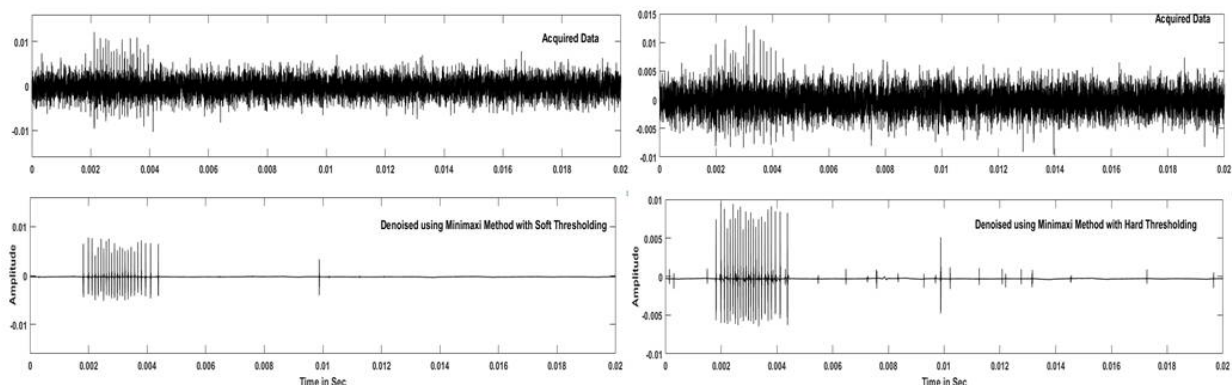 0.01
Acquired Data
0
-0.01
0 0.002 0.004 0.006 0.008 0.01 0.012 0.014 0.016 0.018 0.02
0.015
Acquired Data
0.01
0.005
0
-0.005
-0.01
0 0.002 0.004 0.006 0.008 0.01 0.012 0.014 0.016 0.018 0.02
Denoised using Minimaxi Method with Soft Thresholding
0.01
0
-0.01
Amplitude
0 0.002 0.004 0.006 0.008 0.01 0.012 0.014 0.016 0.018 0.02
Time in Sec
0.01
Denoised using Minimaxi Method with Hard Thresholding
0.005
0
-0.005
-0.01
Amplitude
0 0.002 0.004 0.006 0.008 0.01 0.012 0.014 0.016 0.018 0.02
Time in Sec